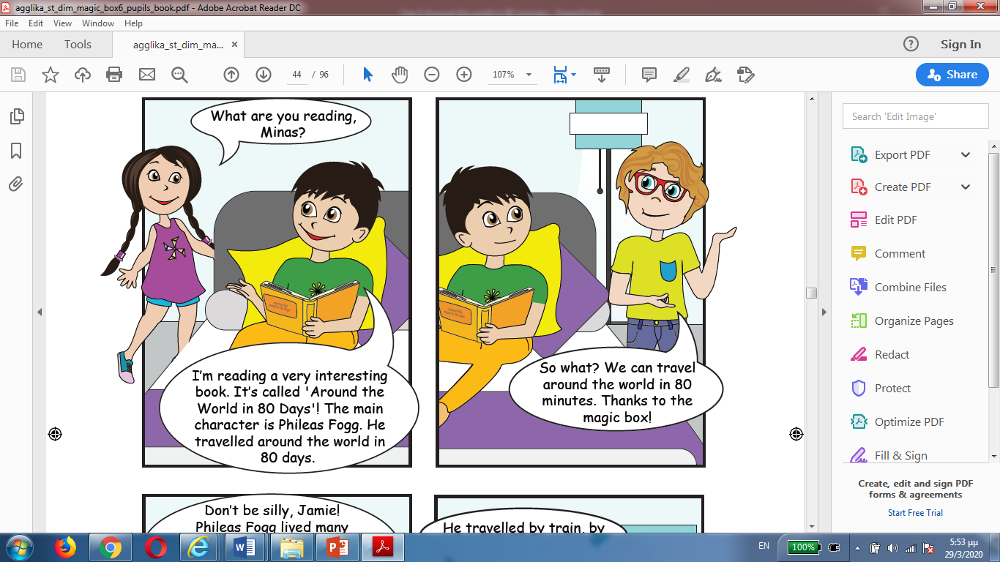 agglika_st_dim_magic_box6_pupils_book.pdf - Adobe Acrobat Reader DC
File Edit View Window Help
Home Tools agglika_st_dim_ma... × Sign In
44 / 96 107% Share
What are you reading,
Minas?
I'm reading a very interesting
book. It's called 'Around the
World in 80 Days'! The main
character is Phileas Fogg. He
travelled around the world in
80 days.
So what? We can travel
around the world in 80
minutes. Thanks to the
magic box!
Don't be silly, Jamie!
Phileas Fogg lived many
He travelled by train, by
Search 'Edit Image'
Export PDF
Create PDF
Edit PDF
Comment
Combine Files
Organize Pages
Redact
Protect
Optimize PDF
Fill & Sign
Create, edit and sign PDF
forms & agreements
Start Free Trial
EN 100% 5:53 μμ
29/3/2020